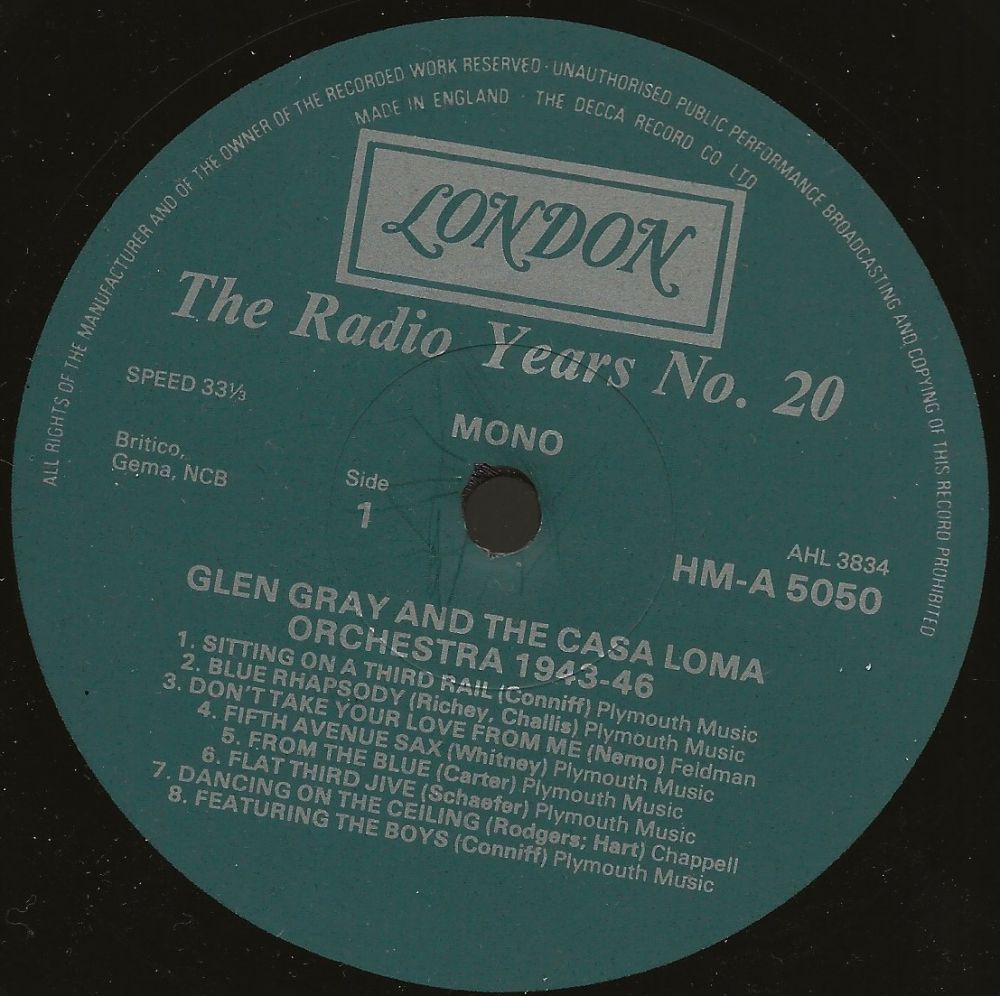 ALL RIGHTS OF THE MANUFACTURER AND OF THE OWNER OF THE RECORDED WORK RESERVED · UNAUTHORISED PUBLIC PERFORMANCE BROADCASTING AND COPYING OF THIS RECORD PROHIBITED
MADE IN ENGLAND · THE DECCA RECORD CO LTD
LONDON
The Radio Years No. 20
SPEED 33⅓
MONO
Britico,
Gema, NCB
Side
1
AHL 3834
HM-A 5050
GLEN GRAY AND THE CASA LOMA
ORCHESTRA 1943-46
1. SITTING ON A THIRD RAIL (Conniff) Plymouth Music
2. BLUE RHAPSODY (Richey, Challis) Plymouth Music
3. DON'T TAKE YOUR LOVE FROM ME (Nemo) Feldman
4. FIFTH AVENUE SAX (Whitney) Plymouth Music
5. FROM THE BLUE (Carter) Plymouth Music
6. FLAT THIRD JIVE (Schaefer) Plymouth Music
7. DANCING ON THE CEILING (Rodgers; Hart) Chappell
8. FEATURING THE BOYS (Conniff) Plymouth Music